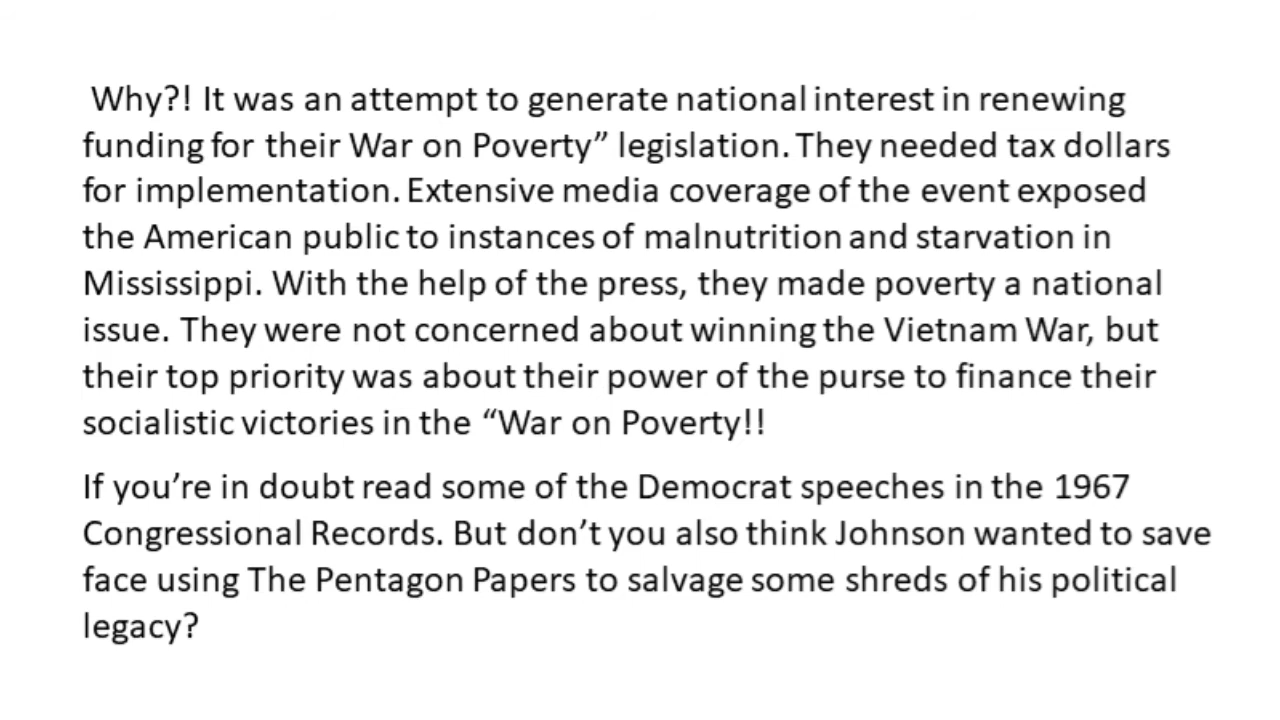 Why?! It was an attempt to generate national interest in renewing
funding for their War on Poverty” legislation. They needed tax dollars
for implementation. Extensive media coverage of the event exposed
the American public to instances of malnutrition and starvation in
Mississippi. With the help of the press, they made poverty a national
issue. They were not concerned about winning the Vietnam War, but
their top priority was about their power of the purse to finance their
socialistic victories in the “War on Poverty!!
If you’re in doubt read some of the Democrat speeches in the 1967
Congressional Records. But don’t you also think Johnson wanted to save
face using The Pentagon Papers to salvage some shreds of his political
legacy?